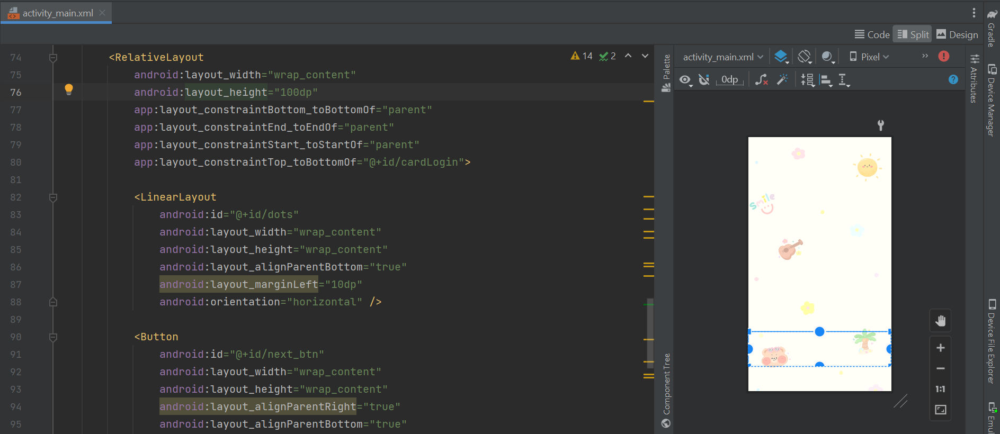 activity_main.xml
Code Split Design
74 <RelativeLayout
75 android:layout_width="wrap_content"
76 android:layout_height="100dp"
77 app:layout_constraintBottom_toBottomOf="parent"
78 app:layout_constraintEnd_toEndOf="parent"
79 app:layout_constraintStart_toStartOf="parent"
80 app:layout_constraintTop_toBottomOf="@+id/cardLogin">
81
82 <LinearLayout
83 android:id="@+id/dots"
84 android:layout_width="wrap_content"
85 android:layout_height="wrap_content"
86 android:layout_alignParentBottom="true"
87 android:layout_marginLeft="10dp"
88 android:orientation="horizontal" />
89
90 <Button
91 android:id="@+id/next_btn"
92 android:layout_width="wrap_content"
93 android:layout_height="wrap_content"
94 android:layout_alignParentRight="true"
95 android:layout_alignParentBottom="true"
14 2
Palette
Component Tree
activity_main.xml Pixel
0dp
smile
1:1
Attributes
Gradle
Device Manager
Device File Explorer
Emul